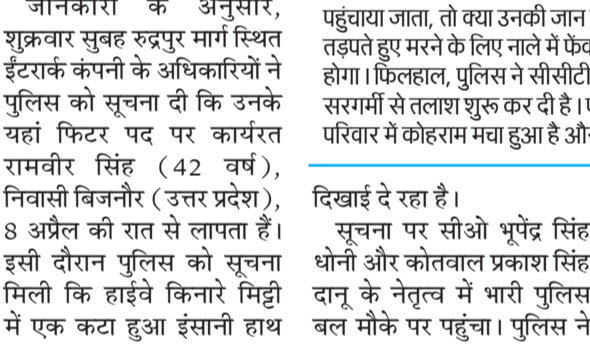 जानकारी के अनुसार,
शुक्रवार सुबह रुद्रपुर मार्ग स्थित
ईंटरार्क कंपनी के अधिकारियों ने
पुलिस को सूचना दी कि उनके
यहां फिटर पद पर कार्यरत
रामवीर सिंह (42 वर्ष),
निवासी बिजनौर (उत्तर प्रदेश),
8 अप्रैल की रात से लापता हैं।
इसी दौरान पुलिस को सूचना
मिली कि हाईवे किनारे मिट्टी
में एक कटा हुआ इंसानी हाथ
पहुंचाया जाता, तो क्या उनकी जान
तड़पते हुए मरने के लिए नाले में
होगा। फिलहाल, पुलिस ने
सरगर्मी से तलाश शुरू कर दी है।
परिवार में कोहराम मचा हुआ है
दिखाई दे रहा है।
सूचना पर सीओ भूपेंद्र सिंह
धोनी और कोतवाल प्रकाश सिंह
दानू के नेतृत्व में भारी पुलिस
बल मौके पर पहुंचा। पुलिस ने